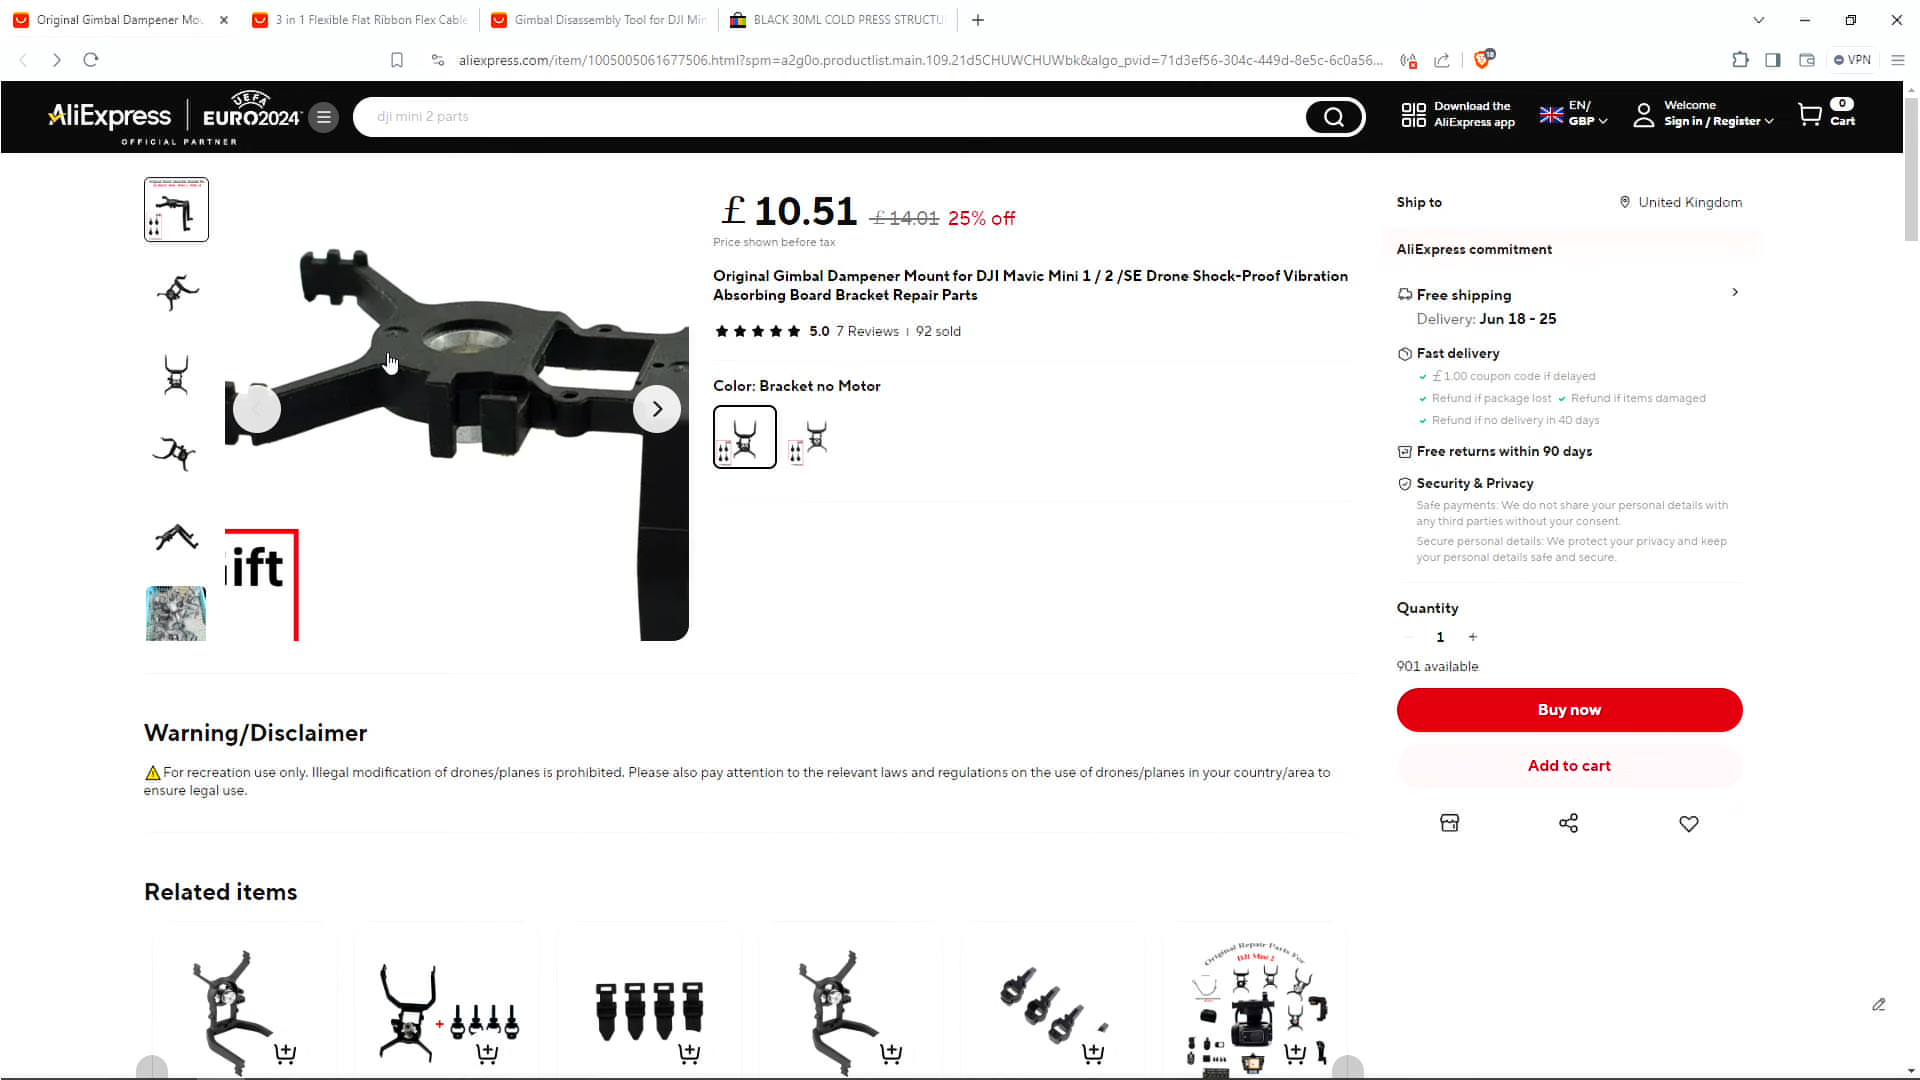 Original Gimbal Dampener Mou
3 in 1 Flexible Flat Ribbon Flex Cable
Gimbal Disassembly Tool for DJI Min
BLACK 30ML COLD PRESS STRUCTU
aliexpress.com/item/1005005061677506.html?spm=a2g0o.productlist.main.109.21d5CHUWCHUWbk&algo_pvid=71d3ef56-304c-449d-8e5c-6c0a56...
18
VPN
AliExpress
UEFA
EURO2024
OFFICIAL PARTNER
dji mini 2 parts
Download the
AliExpress app
EN/
GBP
Welcome
Sign in / Register
0
Cart
£10.51 £14.01 25% off
Price shown before tax
Original Gimbal Dampener Mount for DJI Mavic Mini 1 / 2 /SE Drone Shock-Proof Vibration
Absorbing Board Bracket Repair Parts
5.0 7 Reviews 92 sold
Color: Bracket no Motor
ift
Ship to
United Kingdom
AliExpress commitment
Free shipping
Delivery: Jun 18 - 25
Fast delivery
£1.00 coupon code if delayed
Refund if package lost Refund if items damaged
Refund if no delivery in 40 days
Free returns within 90 days
Security & Privacy
Safe payments: We do not share your personal details with
any third parties without your consent.
Secure personal details: We protect your privacy and keep
your personal details safe and secure.
Quantity
- 1 +
901 available
Buy now
Add to cart
Warning/Disclaimer
For recreation use only. Illegal modification of drones/planes is prohibited. Please also pay attention to the relevant laws and regulations on the use of drones/planes in your country/area to
ensure legal use.
Related items
+
Original Repair Parts For
DJI Mini 2